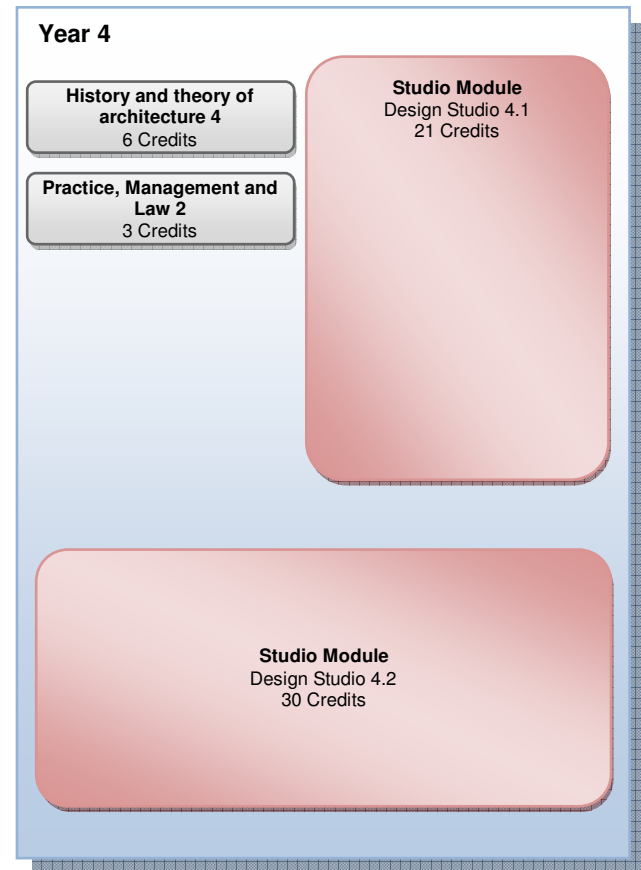 Year 4
History and theory of
architecture 4
6 Credits
Practice, Management and
Law 2
3 Credits
Studio Module
Design Studio 4.1
21 Credits
Studio Module
Design Studio 4.2
30 Credits